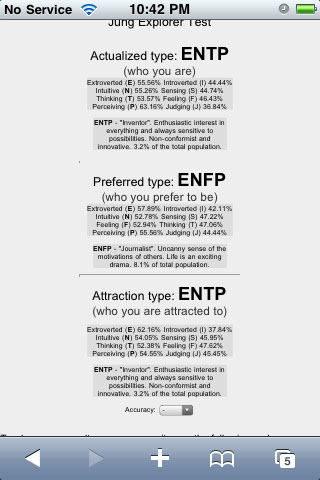 No Service 10:42 PM
Jung Explorer Test
Actualized type: ENTP
(who you are)
Extroverted (E) 55.56% Introverted (I) 44.44%
Intuitive (N) 55.26% Sensing (S) 44.74%
Thinking (T) 53.57% Feeling (F) 46.43%
Perceiving (P) 63.16% Judging (J) 36.84%
ENTP - "Inventor". Enthusiastic interest in
everything and always sensitive to
possibilities. Non-conformist and
innovative. 3.2% of the total population.
Preferred type: ENFP
(who you prefer to be)
Extroverted (E) 57.89% Introverted (I) 42.11%
Intuitive (N) 52.78% Sensing (S) 47.22%
Feeling (F) 52.94% Thinking (T) 47.06%
Perceiving (P) 55.56% Judging (J) 44.44%
ENFP - "Journalist". Uncanny sense of the
motivations of others. Life is an exciting
drama. 8.1% of the total population.
Attraction type: ENTP
(who you are attracted to)
Extroverted (E) 62.16% Introverted (I) 37.84%
Intuitive (N) 54.05% Sensing (S) 45.95%
Thinking (T) 52.38% Feeling (F) 47.62%
Perceiving (P) 54.55% Judging (J) 45.45%
ENTP - "Inventor". Enthusiastic interest in
everything and always sensitive to
possibilities. Non-conformist and
innovative. 3.2% of the total population.
Accuracy: -
5